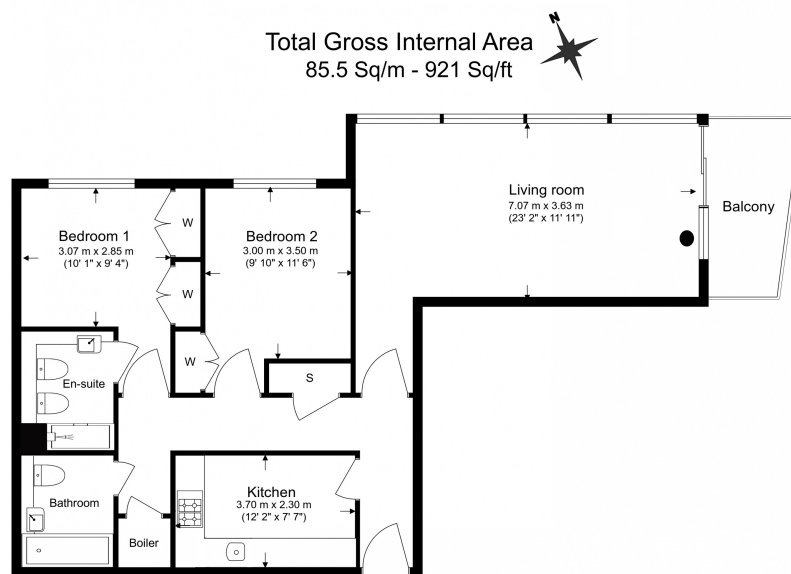 N
Total Gross Internal Area
85.5 Sq/m - 921 Sq/ft
Living room
7.07 m x 3.63 m
(23' 2" x 11' 11")
Balcony
Bedroom 1
3.07 m x 2.85 m
(10' 1" x 9' 4")
W
Bedroom 2
3.00 m x 3.50 m
(9' 10" x 11' 6")
W
W
S
En-suite
Bathroom
Boiler
Kitchen
3.70 m x 2.30 m
(12' 2" x 7' 7")